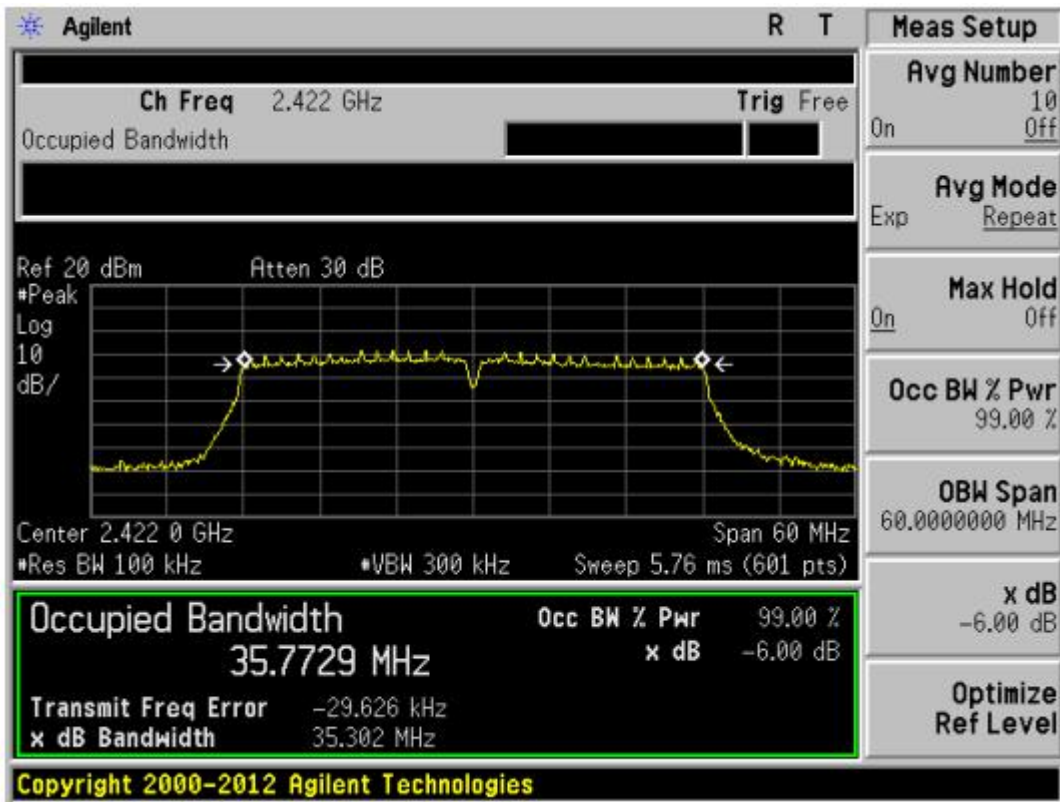 Agilent R T
Ch Freq 2.422 GHz Trig Free
Occupied Bandwidth
Ref 20 dBm Atten 30 dB
#Peak
Log
10
dB/
Center 2.422 0 GHz Span 60 MHz
#Res BW 100 kHz #VBW 300 kHz Sweep 5.76 ms (601 pts)
Occupied Bandwidth Occ BW % Pwr 99.00 %
35.7729 MHz x dB -6.00 dB
Transmit Freq Error -29.626 kHz
x dB Bandwidth 35.302 MHz
Copyright 2000-2012 Agilent Technologies
Meas Setup
Avg Number
10
On Off
Avg Mode
Exp Repeat
Max Hold
On Off
Occ BW % Pwr
99.00 %
OBW Span
60.0000000 MHz
x dB
-6.00 dB
Optimize
Ref Level